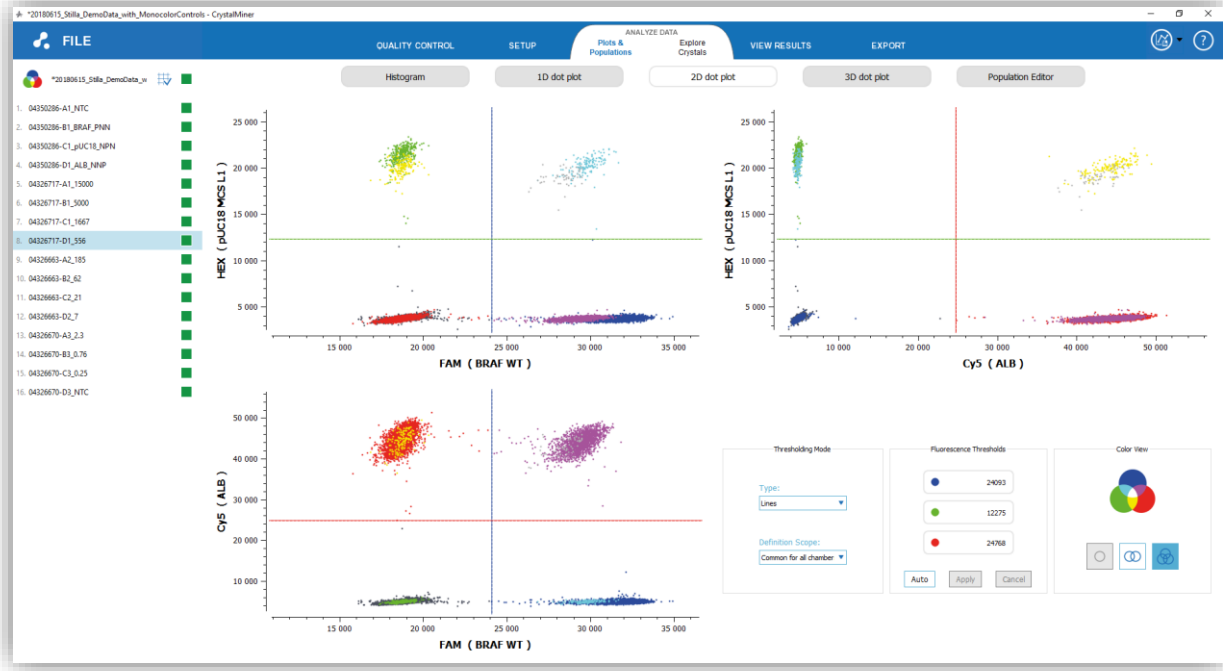 *20180615_Stilla_DemoData_with_MonocolorControls - CrystalMiner
FILE
QUALITY CONTROL
SETUP
ANALYZE DATA
Plots & Populations
Explore Crystals
VIEW RESULTS
EXPORT
?
*20180615_Stilla_DemoData_w
Histogram
1D dot plot
2D dot plot
3D dot plot
Population Editor
1. 04350286-A1_NTC
2. 04350286-B1_BRAF_PNN
3. 04350286-C1_pUC18_NPN
4. 04350286-D1_ALB_NNP
5. 04326717-A1_15000
6. 04326717-B1_5000
7. 04326717-C1_1667
8. 04326717-D1_556
9. 04326663-A2_185
10. 04326663-B2_62
11. 04326663-C2_21
12. 04326663-D2_7
13. 04326670-A3_2.3
14. 04326670-B3_0.76
15. 04326670-C3_0.25
16. 04326670-D3_NTC
HEX ( pUC18 MCS L1 )
25 000
20 000
15 000
10 000
5 000
15 000 20 000 25 000 30 000 35 000
FAM ( BRAF WT )
HEX ( pUC18 MCS L1 )
25 000
20 000
15 000
10 000
5 000
10 000 20 000 30 000 40 000 50 000
Cy5 ( ALB )
Cy5 ( ALB )
50 000
40 000
30 000
20 000
10 000
15 000 20 000 25 000 30 000 35 000
FAM ( BRAF WT )
Thresholding Mode
Type:
Lines
Definition Scope:
Common for all chamber
Fluorescence Thresholds
24093
12275
24768
Auto
Apply
Cancel
Color View